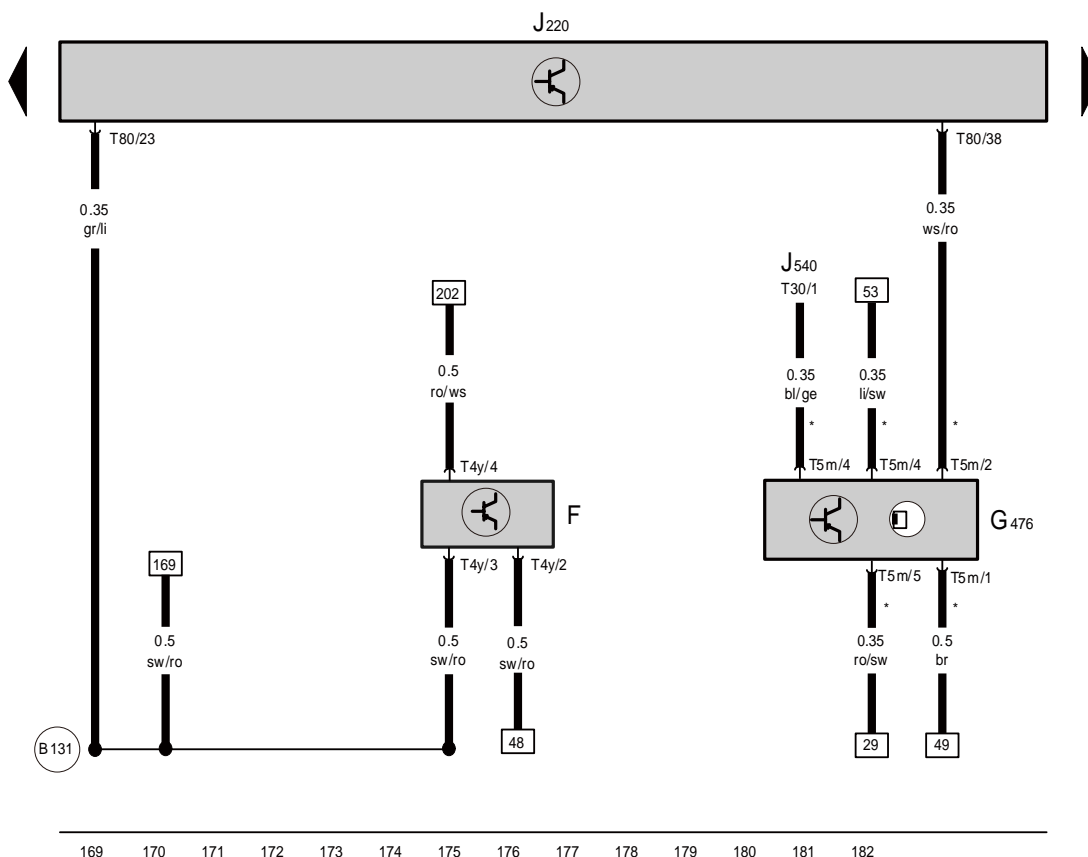 J220
T80/23
T80/38
0.35
gr/li
0.35
ws/ro
J540
T30/1
202
53
0.5
ro/ws
0.35
bl/ge
0.35
li/sw
*
*
*
T4y/4
T5m/4
T5m/4
T5m/2
F
G476
169
T4y/3
T4y/2
T5m/5
T5m/1
*
*
0.5
sw/ro
0.5
sw/ro
0.5
sw/ro
0.35
ro/sw
0.5
br
B131
48
29
49
169 170 171 172 173 174 175 176 177 178 179 180 181 182